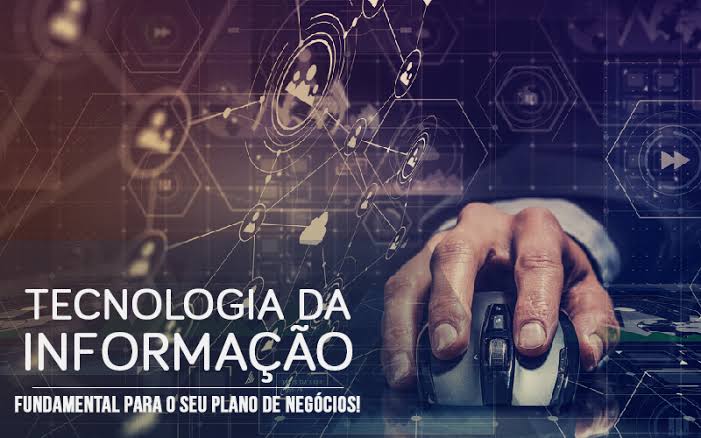 TECNOLOGIA DA
INFORMAÇÃO
FUNDAMENTAL PARA O SEU PLANO DE NEGÓCIOS!